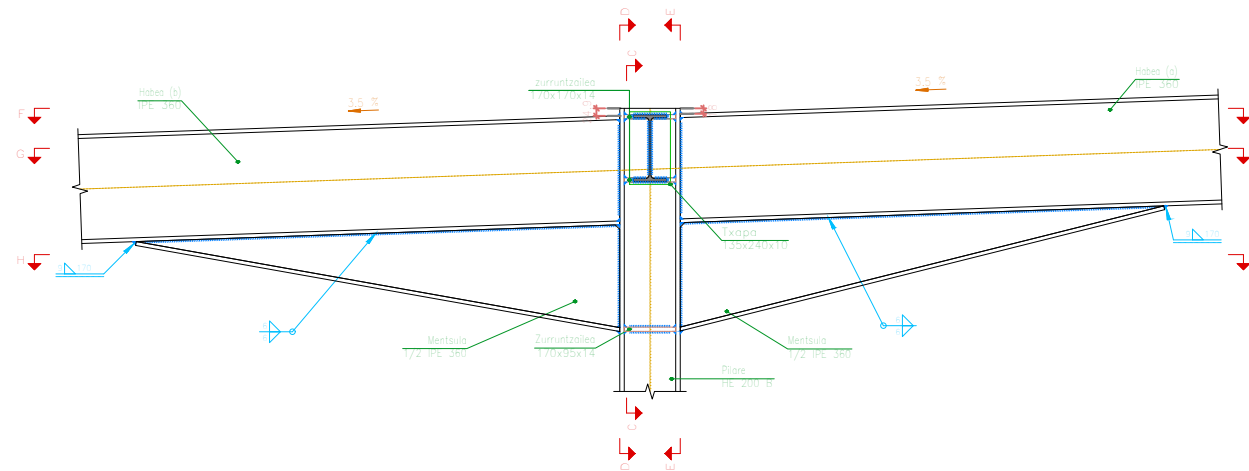 D
E
C
zurruntzailea
170x170x14
Habea (b)
IPE 360
Habea (a)
IPE 360
3.5 %
3.5 %
F
G
H
Txapa
135x240x10
Mentsula
1/2 IPE 360
Zurruntzailea
170x95x14
Mentsula
1/2 IPE 360
Pilare
HE 200 B
C
D
E